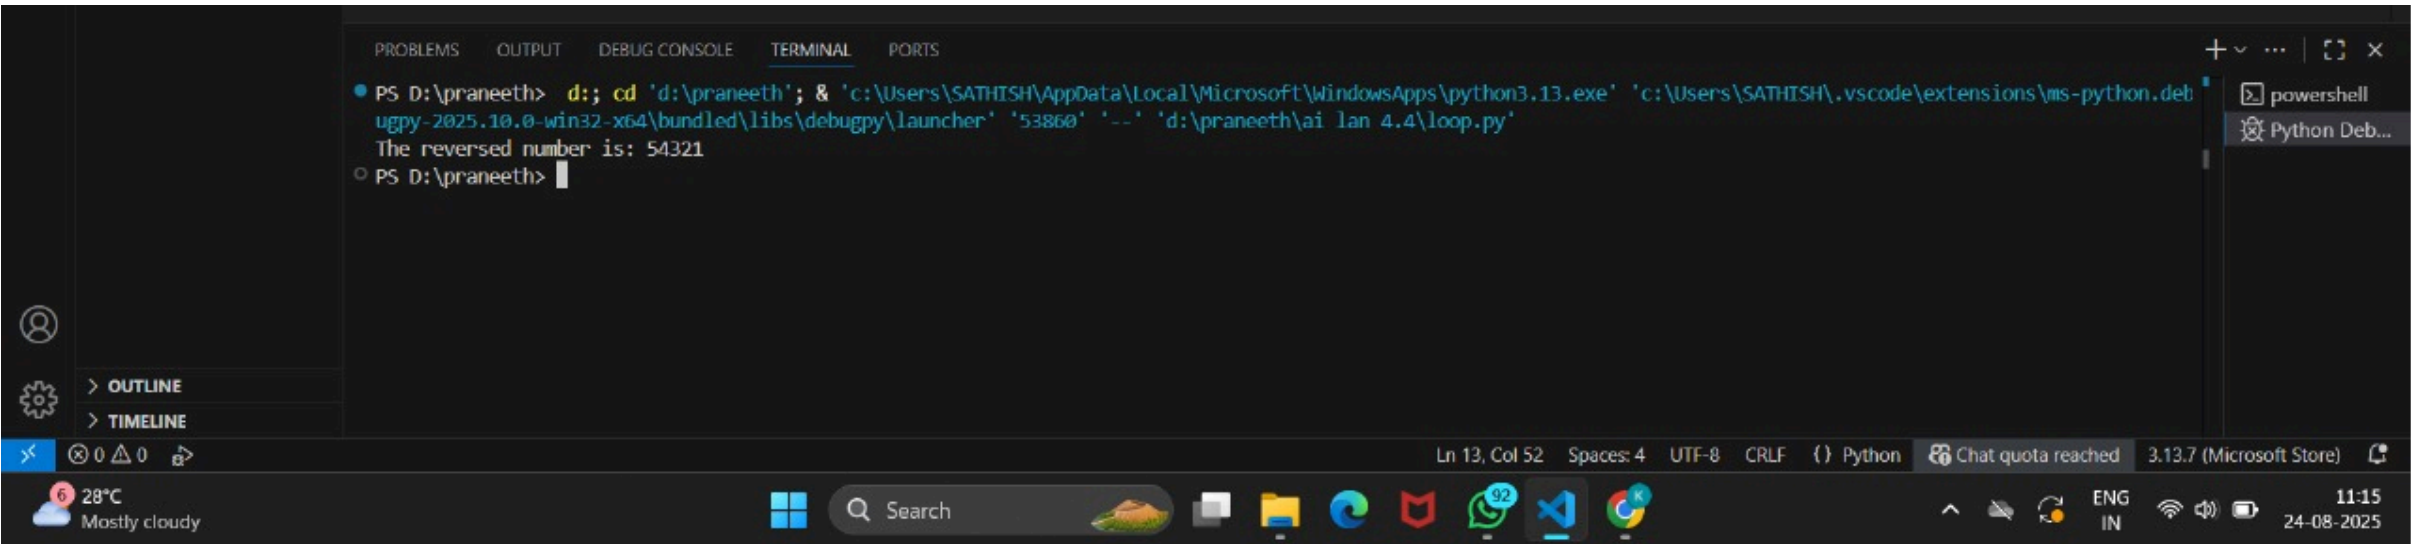 PROBLEMS OUTPUT DEBUG CONSOLE TERMINAL PORTS
PS D:\praneeth> d:; cd 'd:\praneeth'; & 'c:\Users\SATHISH\AppData\Local\Microsoft\WindowsApps\python3.13.exe' 'c:\Users\SATHISH\.vscode\extensions\ms-python.deb
ugpy-2025.10.0-win32-x64\bundled\libs\debugpy\launcher' '53860' '--' 'd:\praneeth\ai lan 4.4\loop.py'
The reversed number is: 54321
PS D:\praneeth>
powershell
Python Deb...
OUTLINE
TIMELINE
0 0 Ln 13, Col 52 Spaces: 4 UTF-8 CRLF {} Python Chat quota reached 3.13.7 (Microsoft Store)
6 28°C
Mostly cloudy
Search
92
K
ENG
IN
11:15
24-08-2025